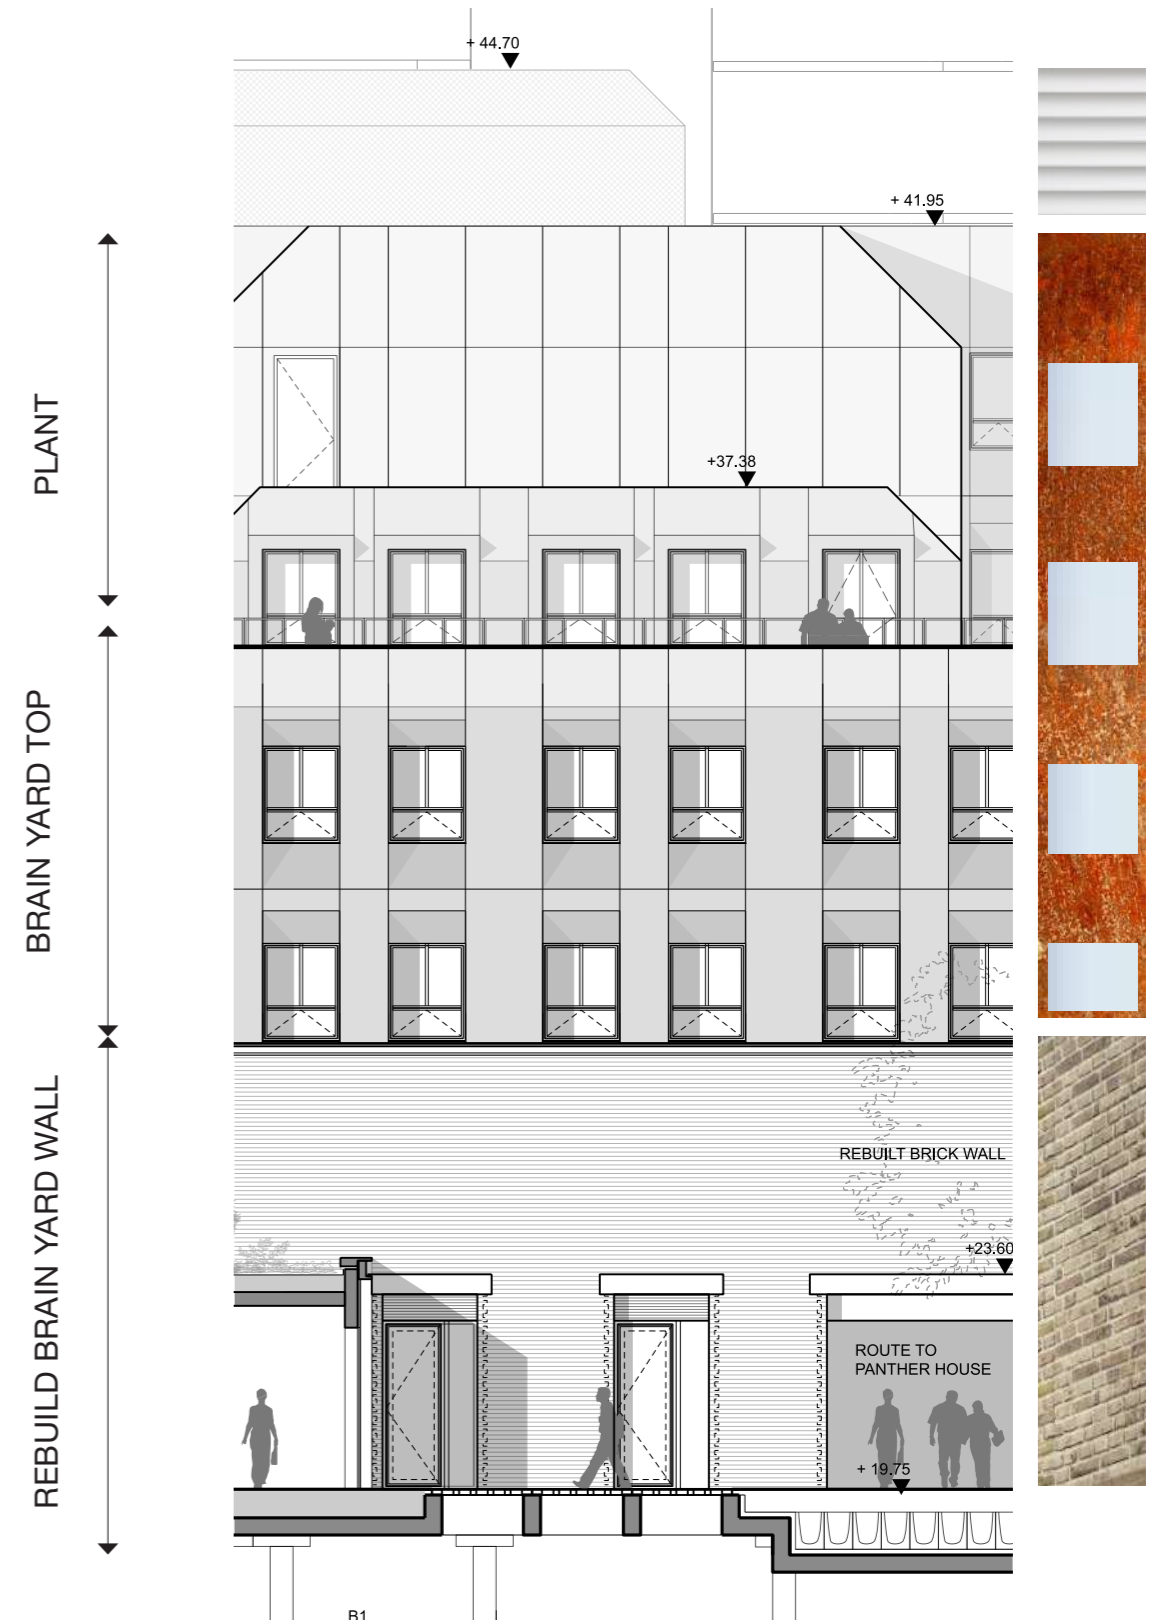 + 44.70
+ 41.95
PLANT
+37.38
BRAIN YARD TOP
REBUILD BRAIN YARD WALL
REBUILT BRICK WALL
+23.60
ROUTE TO
PANTHER HOUSE
+ 19.75
B1